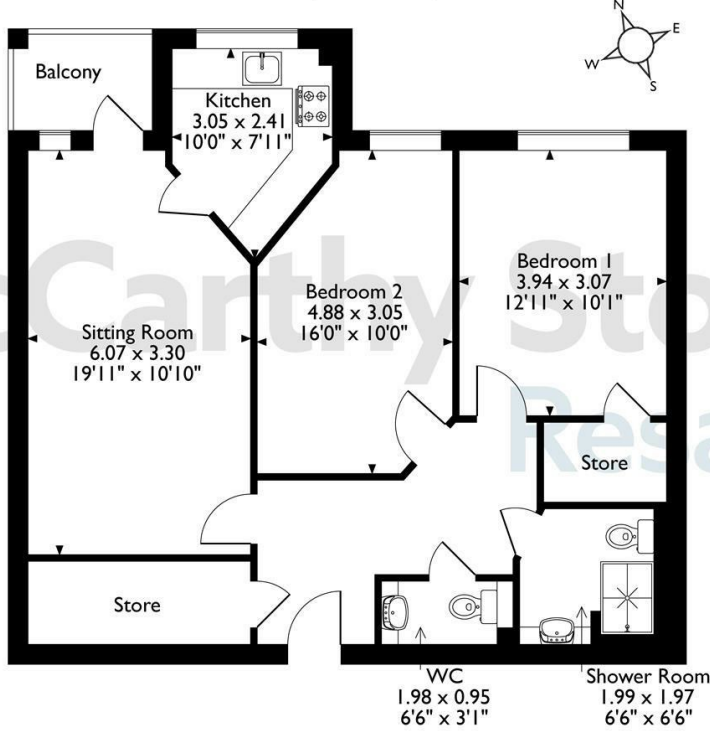 N
E
W
S
Balcony
Kitchen
3.05 x 2.41
10'0" x 7'11"
Bedroom 1
3.94 x 3.07
12'11" x 10'1"
Bedroom 2
4.88 x 3.05
16'0" x 10'0"
Sitting Room
6.07 x 3.30
19'11" x 10'10"
cCarthy Sto
Resa
Store
Store
WC
1.98 x 0.95
6'6" x 3'1"
Shower Room
1.99 x 1.97
6'6" x 6'6"